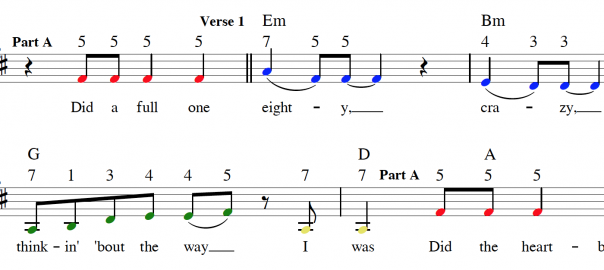 Verse 1 Em Bm
Part A 5 5 5 5 7 5 5 4 3 3
Did a full one eight - y, cra - zy,
G D A
7 1 3 4 4 5 7 7 Part A 5 5 5
think - in' 'bout the way I was Did the heart - b